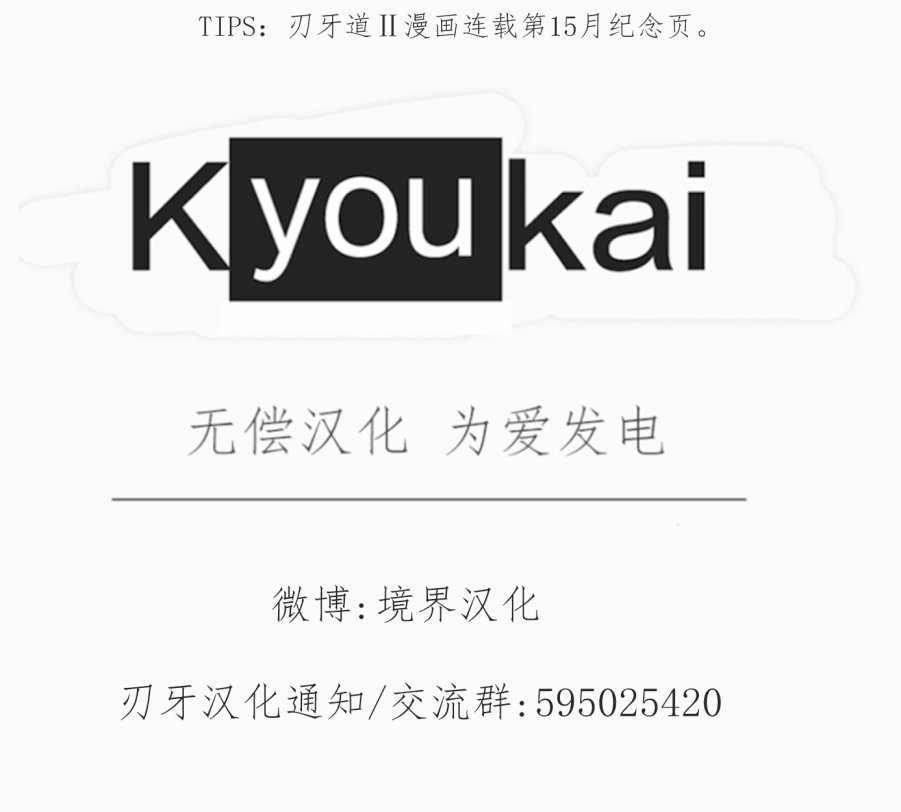 TIPS：刃牙道Ⅱ漫画连载第15月纪念页。
Kyoukai
无偿汉化 为爱发电
微博:境界汉化
刃牙汉化通知/交流群:595025420